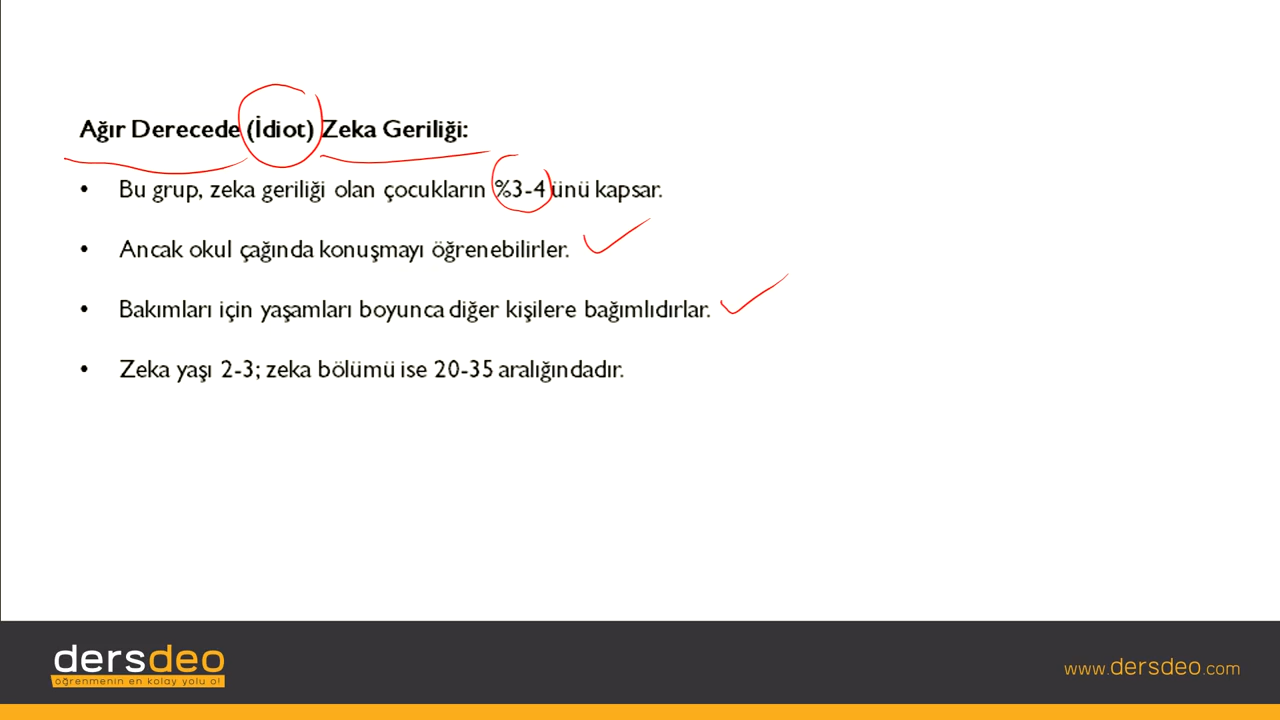 Ağır Derecede (İdiot) Zeka Geriliği:
• Bu grup, zeka geriliği olan çocukların %3-4 ünü kapsar.
• Ancak okul çağında konuşmayı öğrenebilirler.
• Bakımları için yaşamları boyunca diğer kişilere bağımlıdırlar.
• Zeka yaşı 2-3; zeka bölümü ise 20-35 aralığındadır.
dersdeo
öğrenmenin en kolay yolu o!
www.dersdeo.com